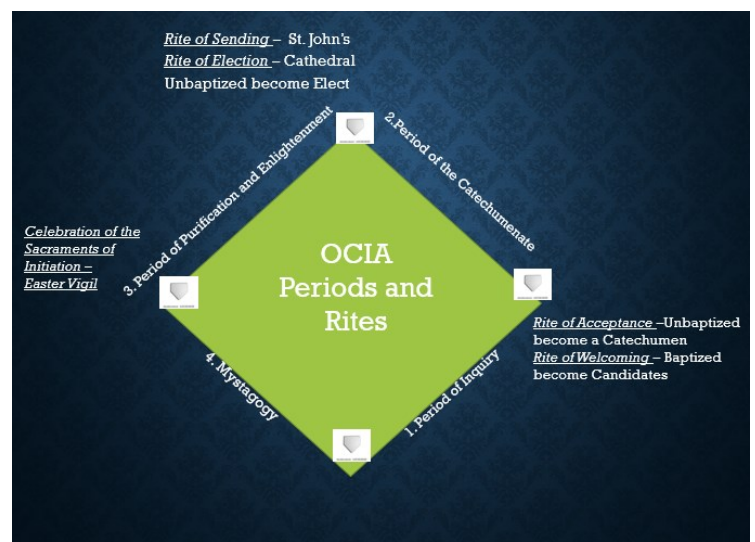 Rite of Sending – St. John's
Rite of Election – Cathedral
Unbaptized become Elect
3.Period of Purification and Enlightenment
2.Period of the Catechumenate
Celebration of the
Sacraments of
Initiation –
Easter Vigil
OCIA
Periods and
Rites
Rite of Acceptance –Unbaptized
become a Catechumen
Rite of Welcoming – Baptized
become Candidates
4. Mystagogy
1. Period of Inquiry